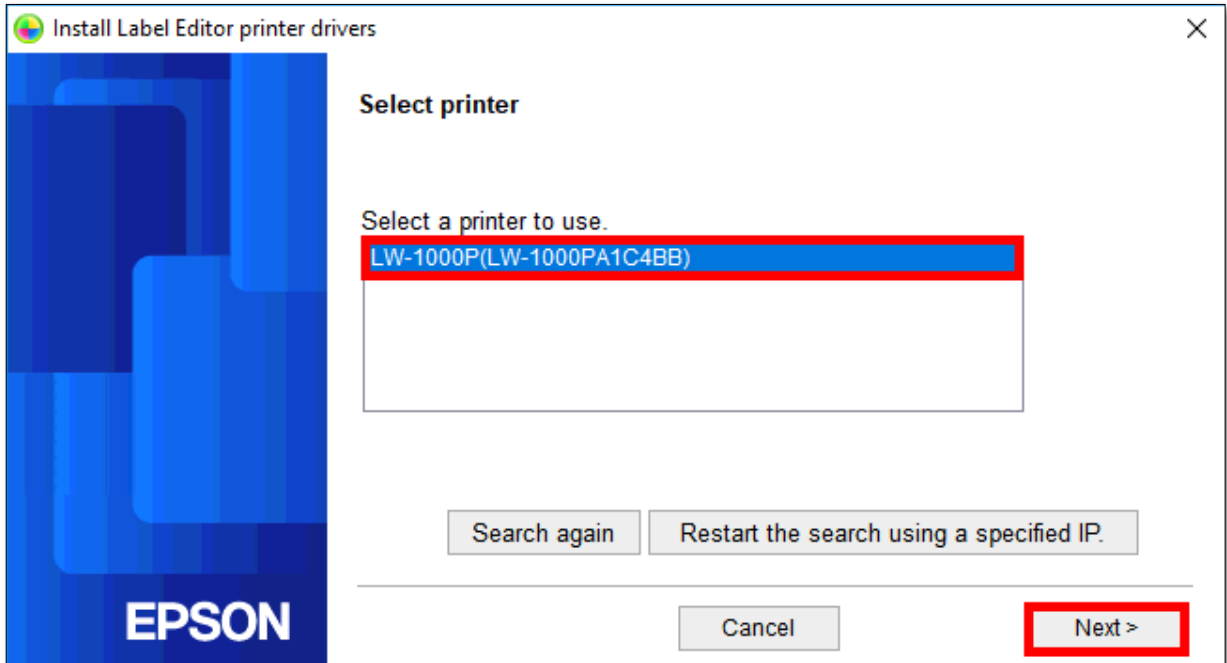 Install Label Editor printer drivers
Select printer
Select a printer to use.
LW-1000P(LW-1000PA1C4BB)
Search again
Restart the search using a specified IP.
EPSON
Cancel
Next >